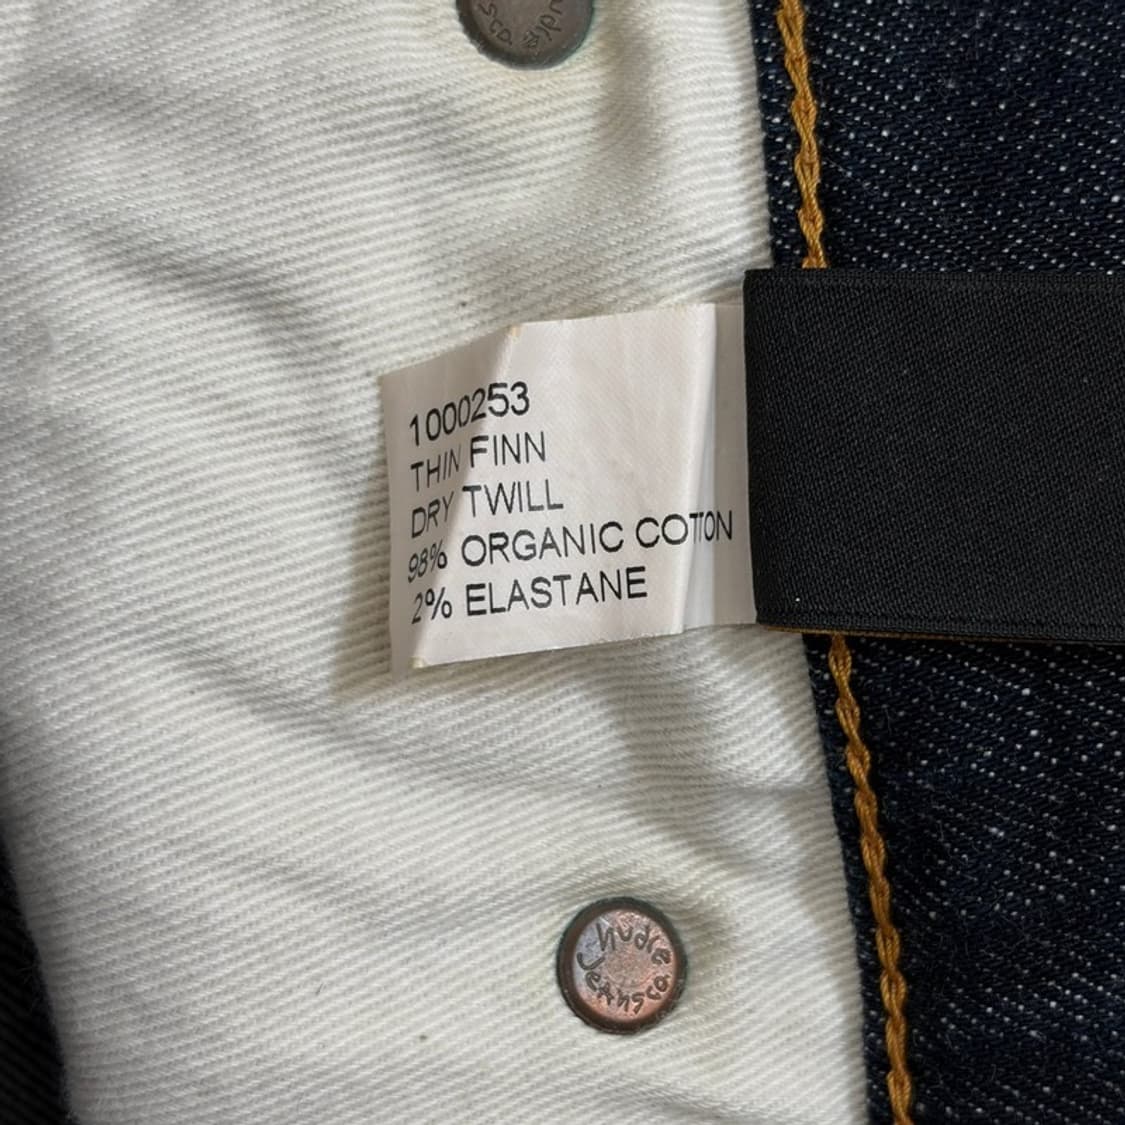 1000253
THIN FINN
DRY TWILL
98% ORGANIC COTTON
2% ELASTANE
nudie
Jeans co